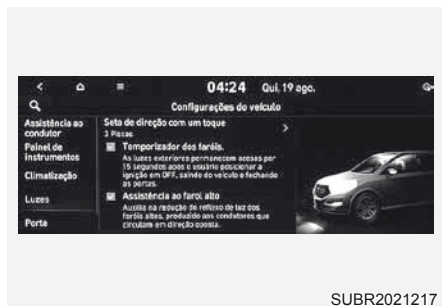 04:24 Qui, 19 ago.
Configurações do veículo
Assistência ao
condutor
Painel de
instrumentos
Climatização
Luzes
Porta
Seta de direção com um toque
3 Piscas
Temporizador dos faróis.
As luzes exteriores permanecem acesas por
15 segundos após o usuário posicionar a
ignição em OFF, saindo do veículo e fechando
as portas.
Assistência ao farol alto
Auxilia na redução do reflexo de luz dos
faróis altos, produzido aos condutores que
circulam em direção oposta.
SUBR2021217